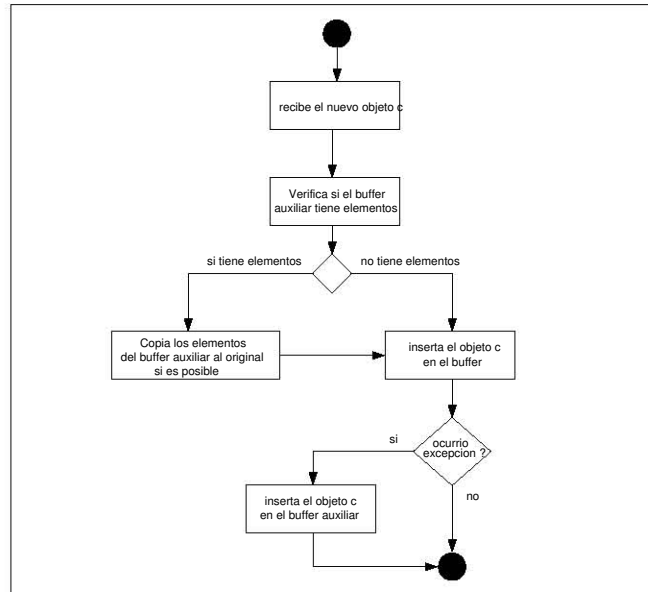 recibe el nuevo objeto c
Verifica si el buffer
auxiliar tiene elementos
si tiene elementos
no tiene elementos
Copia los elementos
del buffer auxiliar al original
si es posible
inserta el objeto c
en el buffer
ocurrio
excepcion ?
si
no
inserta el objeto c
en el buffer auxiliar